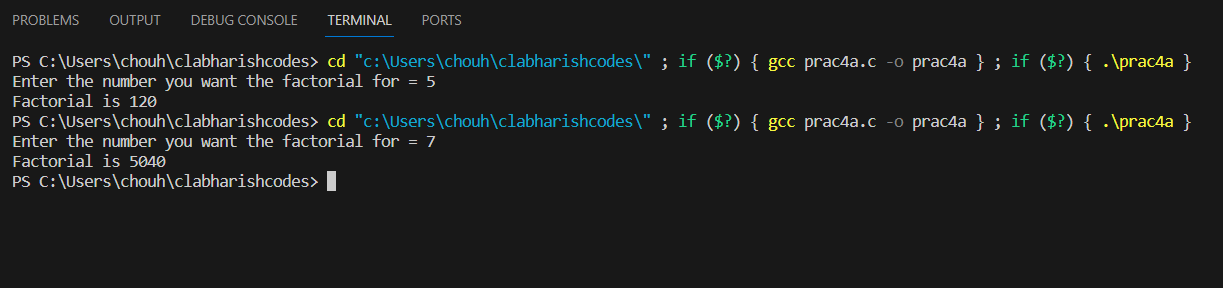 PROBLEMS OUTPUT DEBUG CONSOLE TERMINAL PORTS
PS C:\Users\chouh\clabharishcodes> cd "c:\Users\chouh\clabharishcodes\" ; if ($?) { gcc prac4a.c -o prac4a } ; if ($?) { .\prac4a }
Enter the number you want the factorial for = 5
Factorial is 120
PS C:\Users\chouh\clabharishcodes> cd "c:\Users\chouh\clabharishcodes\" ; if ($?) { gcc prac4a.c -o prac4a } ; if ($?) { .\prac4a }
Enter the number you want the factorial for = 7
Factorial is 5040
PS C:\Users\chouh\clabharishcodes>